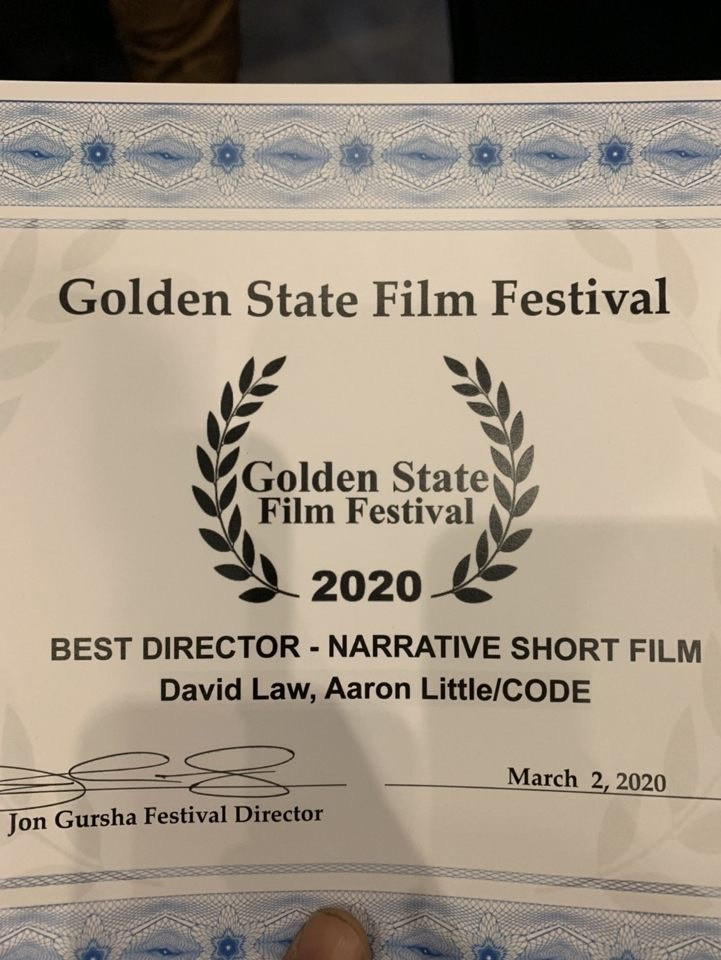 Golden State Film Festival
Golden State
Film Festival
2020
BEST DIRECTOR - NARRATIVE SHORT FILM
David Law, Aaron Little/CODE
March 2, 2020
Jon Gursha Festival Director